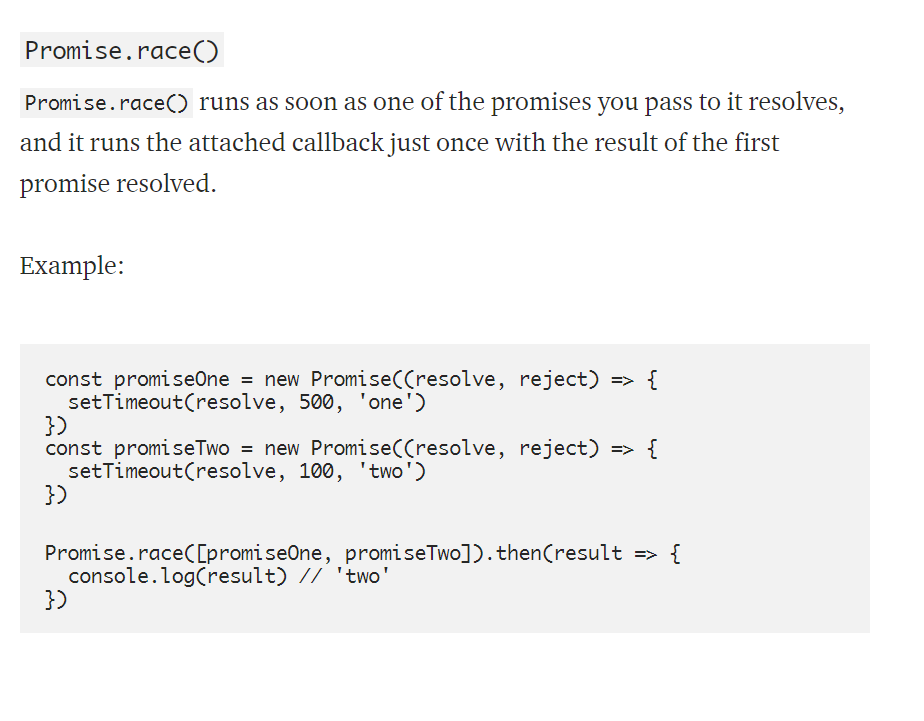 Promise.race()
Promise.race() runs as soon as one of the promises you pass to it resolves,
and it runs the attached callback just once with the result of the first
promise resolved.
Example:
const promiseOne = new Promise((resolve, reject) => {
  setTimeout(resolve, 500, 'one')
})
const promiseTwo = new Promise((resolve, reject) => {
  setTimeout(resolve, 100, 'two')
})
Promise.race([promiseOne, promiseTwo]).then(result => {
  console.log(result) // 'two'
})